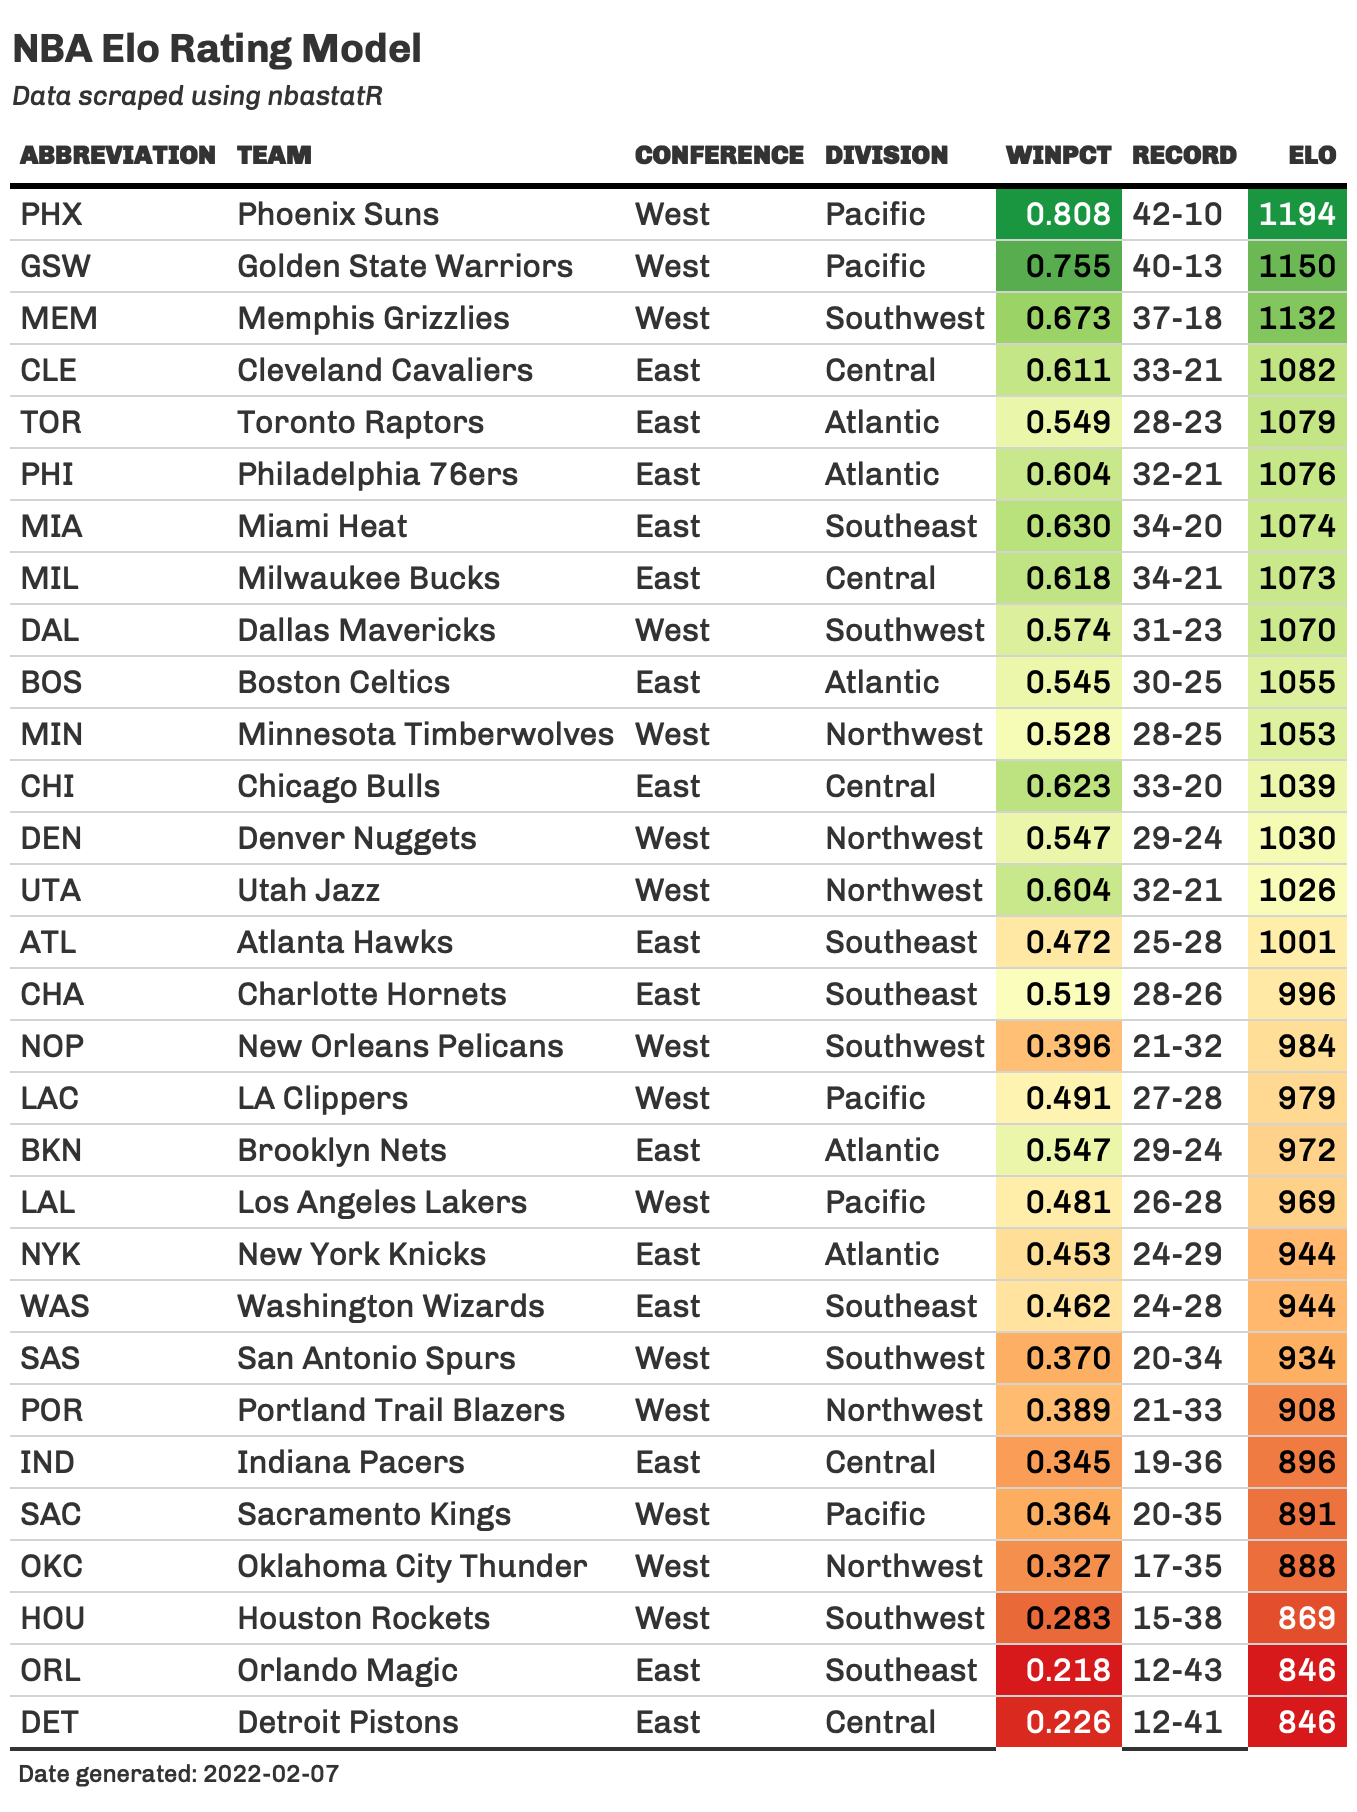 NBA Elo Rating Model
Data scraped using nbastatR
ABBREVIATION TEAM CONFERENCE DIVISION WINPCT RECORD ELO
PHX Phoenix Suns West Pacific 0.808 42-10 1194
GSW Golden State Warriors West Pacific 0.755 40-13 1150
MEM Memphis Grizzlies West Southwest 0.673 37-18 1132
CLE Cleveland Cavaliers East Central 0.611 33-21 1082
TOR Toronto Raptors East Atlantic 0.549 28-23 1079
PHI Philadelphia 76ers East Atlantic 0.604 32-21 1076
MIA Miami Heat East Southeast 0.630 34-20 1074
MIL Milwaukee Bucks East Central 0.618 34-21 1073
DAL Dallas Mavericks West Southwest 0.574 31-23 1070
BOS Boston Celtics East Atlantic 0.545 30-25 1055
MIN Minnesota Timberwolves West Northwest 0.528 28-25 1053
CHI Chicago Bulls East Central 0.623 33-20 1039
DEN Denver Nuggets West Northwest 0.547 29-24 1030
UTA Utah Jazz West Northwest 0.604 32-21 1026
ATL Atlanta Hawks East Southeast 0.472 25-28 1001
CHA Charlotte Hornets East Southeast 0.519 28-26 996
NOP New Orleans Pelicans West Southwest 0.396 21-32 984
LAC LA Clippers West Pacific 0.491 27-28 979
BKN Brooklyn Nets East Atlantic 0.547 29-24 972
LAL Los Angeles Lakers West Pacific 0.481 26-28 969
NYK New York Knicks East Atlantic 0.453 24-29 944
WAS Washington Wizards East Southeast 0.462 24-28 944
SAS San Antonio Spurs West Southwest 0.370 20-34 934
POR Portland Trail Blazers West Northwest 0.389 21-33 908
IND Indiana Pacers East Central 0.345 19-36 896
SAC Sacramento Kings West Pacific 0.364 20-35 891
OKC Oklahoma City Thunder West Northwest 0.327 17-35 888
HOU Houston Rockets West Southwest 0.283 15-38 869
ORL Orlando Magic East Southeast 0.218 12-43 846
DET Detroit Pistons East Central 0.226 12-41 846
Date generated: 2022-02-07